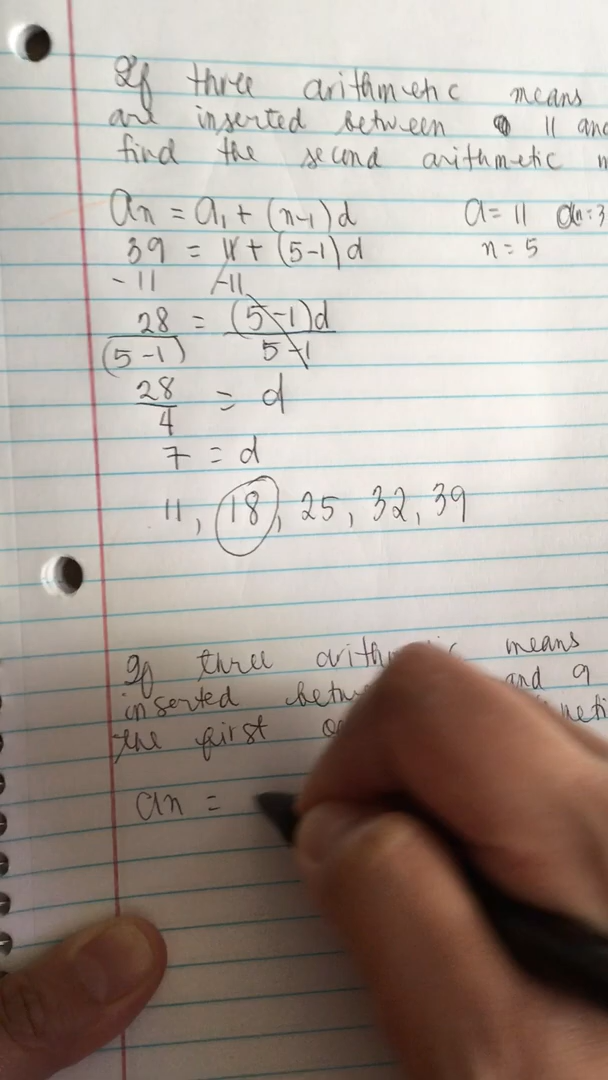 If three arithmetic means
are inserted between 11 and
find the second arithmetic
an = a1 + (n-1)d
a = 11 an = 3
39 = 11 + (5-1)d
n = 5
-11 -11
28 = (5-1)d
(5-1) 5-1
28 = d
4
7 = d
11, 18, 25, 32, 39
If three means
inserted and 9
the first
an =